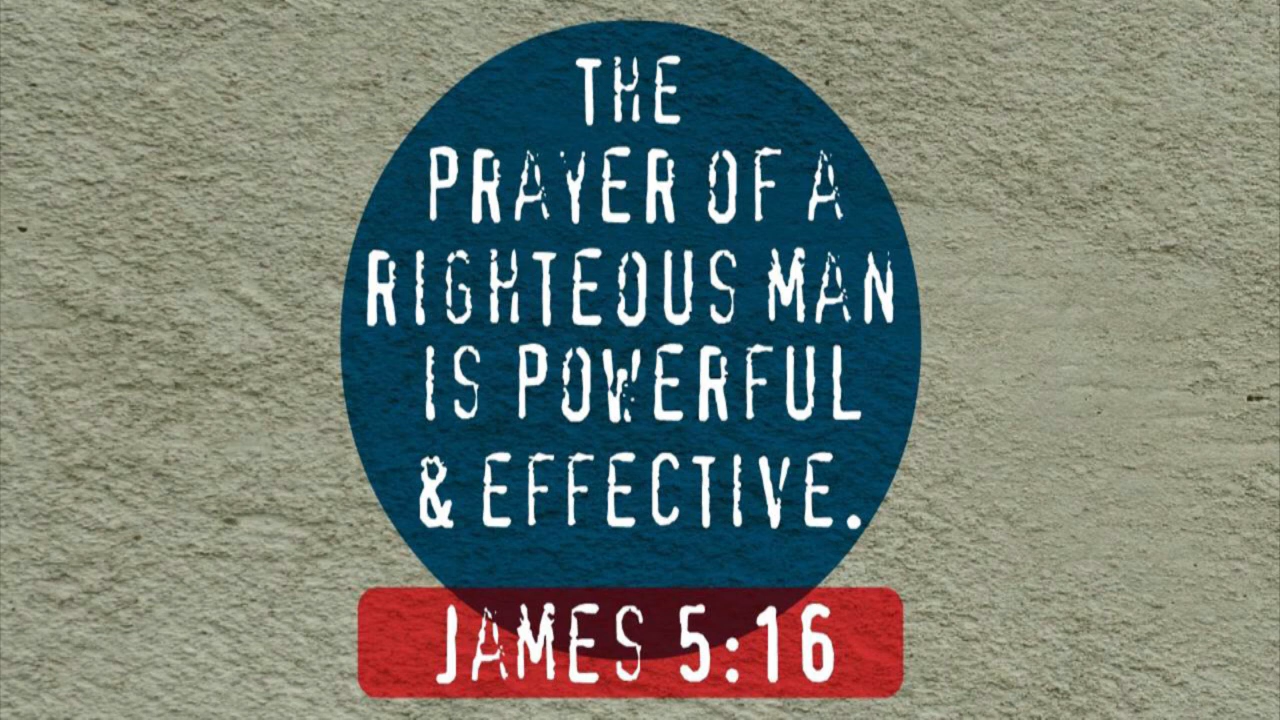 THE
PRAYER OF A
RIGHTEOUS MAN
IS POWERFUL
& EFFECTIVE.
JAMES 5:16